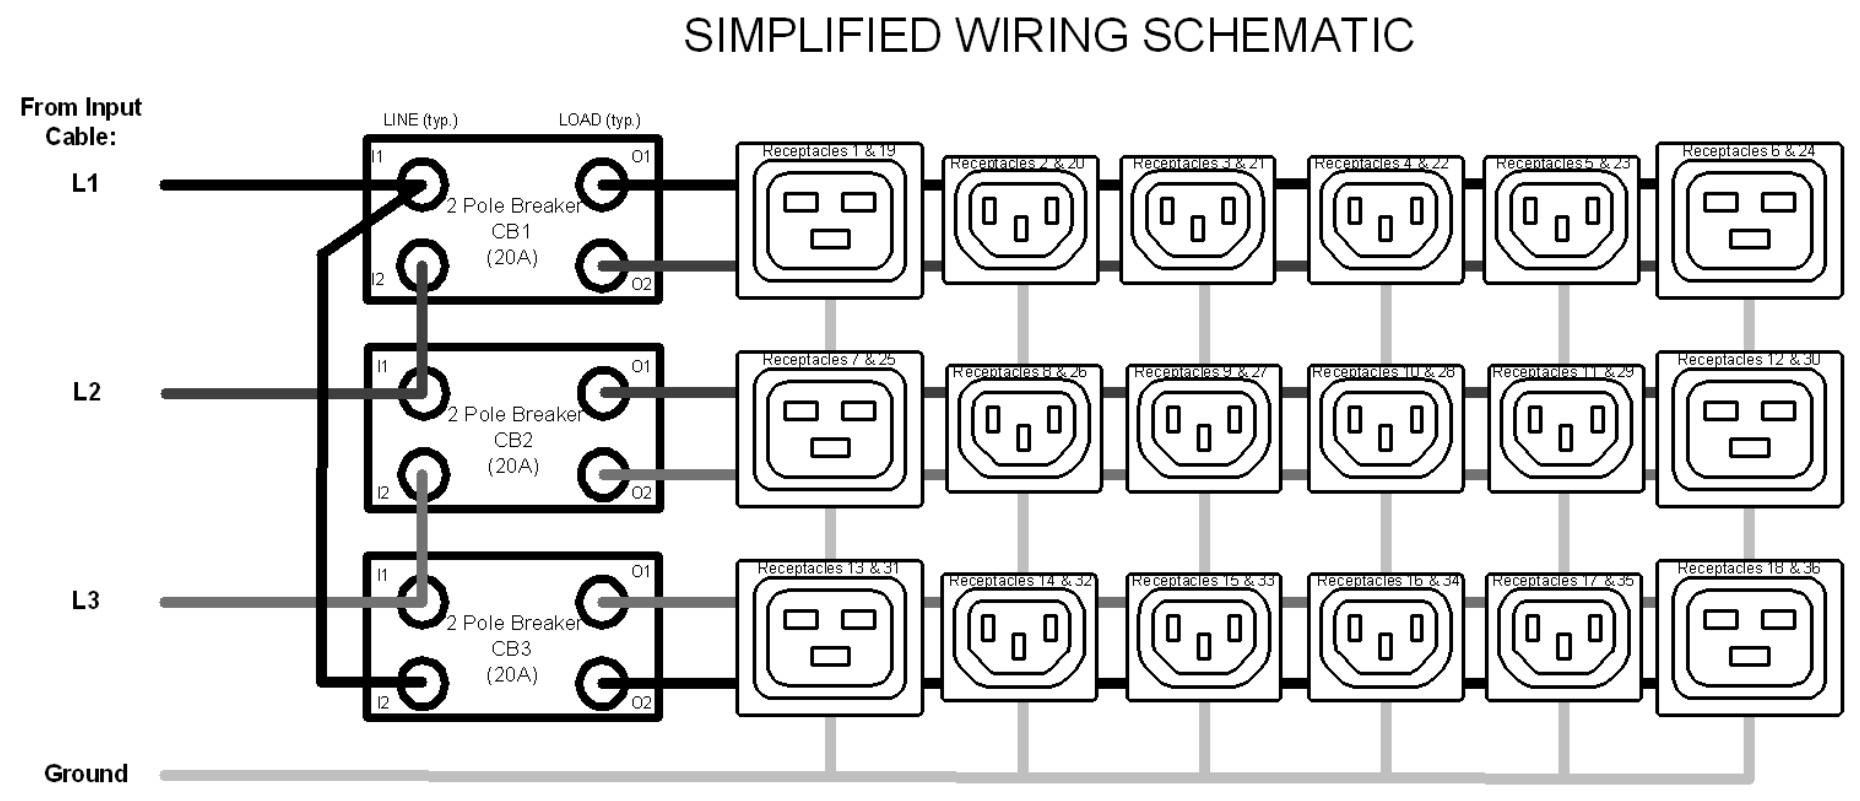 SIMPLIFIED WIRING SCHEMATIC
From Input
Cable:
LINE (typ.)
LOAD (typ.)
L1
I1
O1
2 Pole Breaker
CB1
(20A)
I2
O2
Receptacles 1 & 19
Receptacles 2 & 20
Receptacles 3 & 21
Receptacles 4 & 22
Receptacles 5 & 23
Receptacles 6 & 24
L2
I1
O1
2 Pole Breaker
CB2
(20A)
I2
O2
Receptacles 7 & 25
Receptacles 8 & 26
Receptacles 9 & 27
Receptacles 10 & 28
Receptacles 11 & 29
Receptacles 12 & 30
L3
I1
O1
2 Pole Breaker
CB3
(20A)
I2
O2
Receptacles 13 & 31
Receptacles 14 & 32
Receptacles 15 & 33
Receptacles 16 & 34
Receptacles 17 & 35
Receptacles 18 & 36
Ground